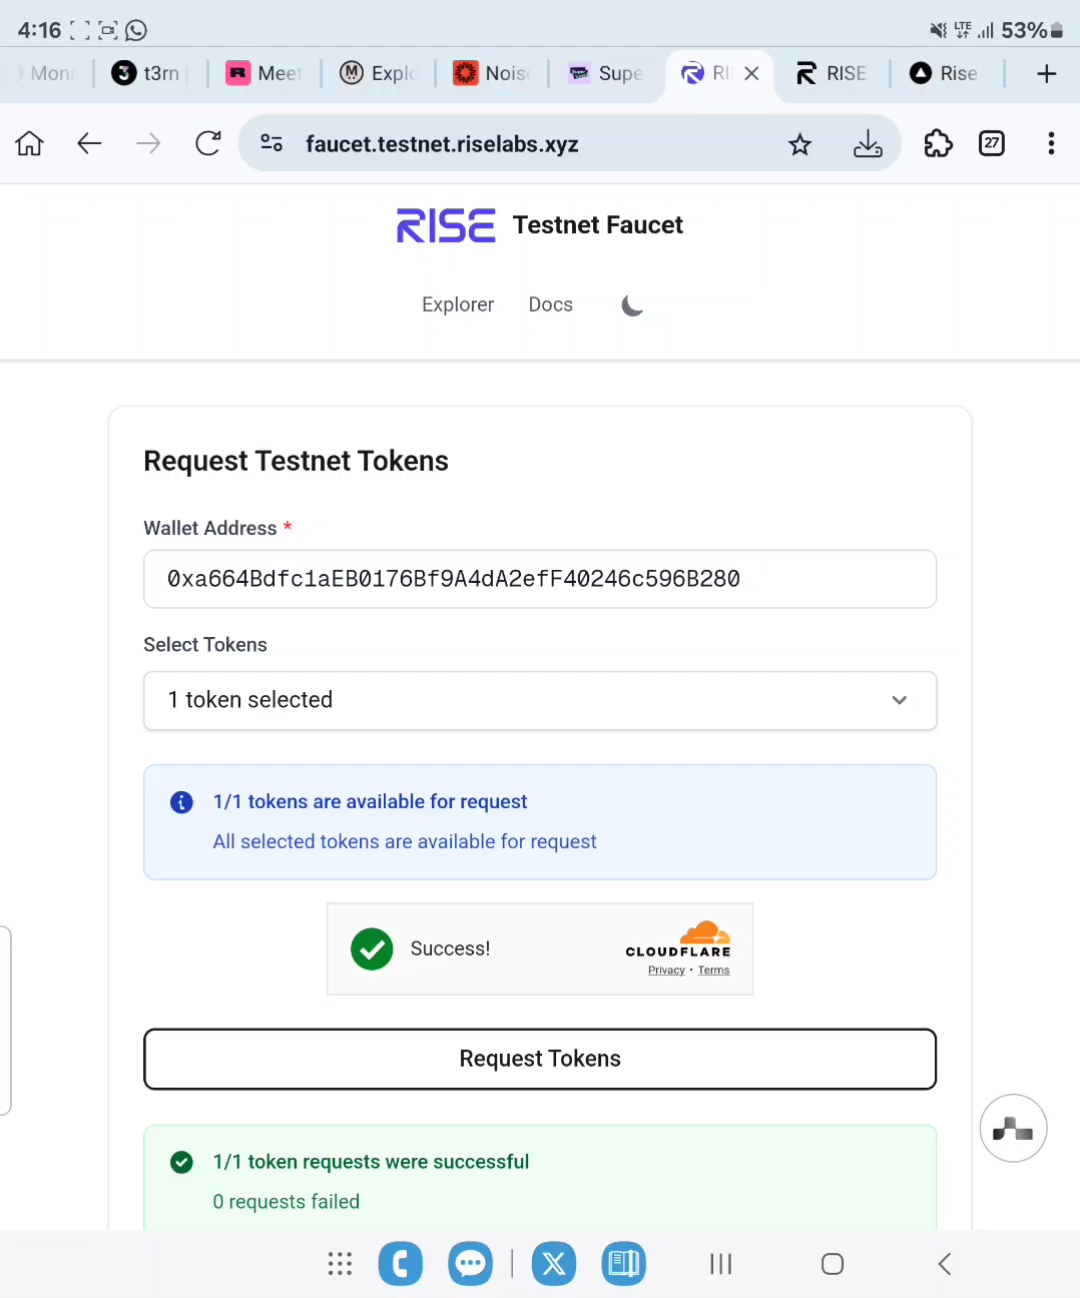 4:16 LTE 53%
Mona t3rn Meet Explo Noise Supe RI RISE Rise
faucet.testnet.riselabs.xyz 27
RISE Testnet Faucet
Explorer Docs
Request Testnet Tokens
Wallet Address *
0xa664Bdfc1aEB0176Bf9A4dA2efF40246c596B280
Select Tokens
1 token selected
1/1 tokens are available for request
All selected tokens are available for request
Success!
CLOUDFLARE
Privacy • Terms
Request Tokens
1/1 token requests were successful
0 requests failed